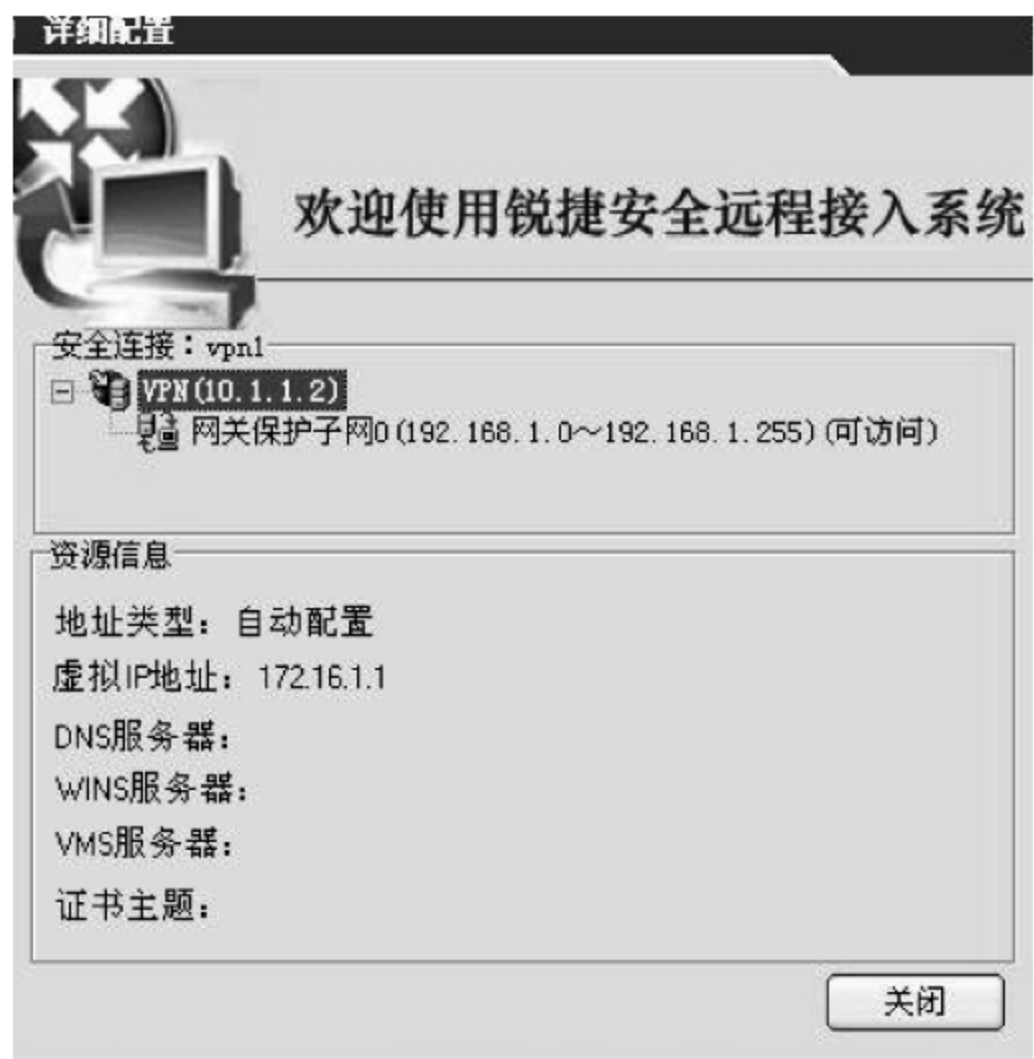 详细配置
欢迎使用锐捷安全远程接入系统
安全连接：vpn1
VPN(10.1.1.2)
网关保护子网0(192.168.1.0～192.168.1.255)(可访问)
资源信息
地址类型：自动配置
虚拟IP地址：172.16.1.1
DNS服务器：
WINS服务器：
VMS服务器：
证书主题：
关闭